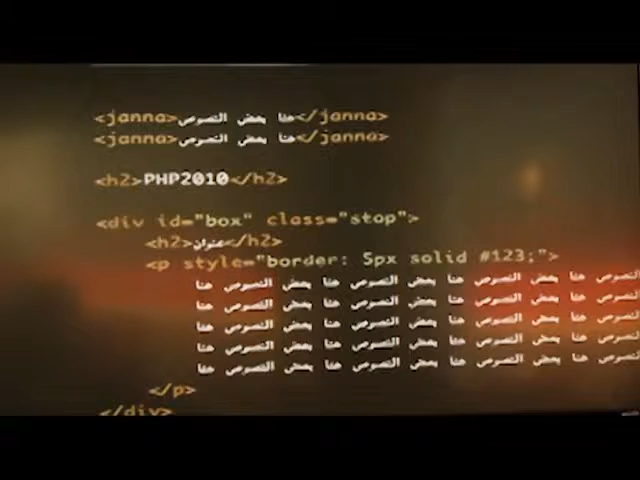 <janna>هنا بعض النصوص</janna>
<janna>هنا بعض النصوص</janna>
<h2>PHP2010</h2>
<div id="box" class="stop">
<h2>عنوان</h2>
<p style="border: 5px solid #123;">
هنا بعض النصوص هنا بعض النصوص هنا بعض النصوص هنا بعض النصوص
هنا بعض النصوص هنا بعض النصوص هنا بعض النصوص هنا بعض النصوص
هنا بعض النصوص هنا بعض النصوص هنا بعض النصوص هنا بعض النصوص
هنا بعض النصوص هنا بعض النصوص هنا بعض النصوص هنا بعض النصوص
هنا بعض النصوص هنا بعض النصوص هنا بعض النصوص هنا بعض النصوص
</p>
</div>